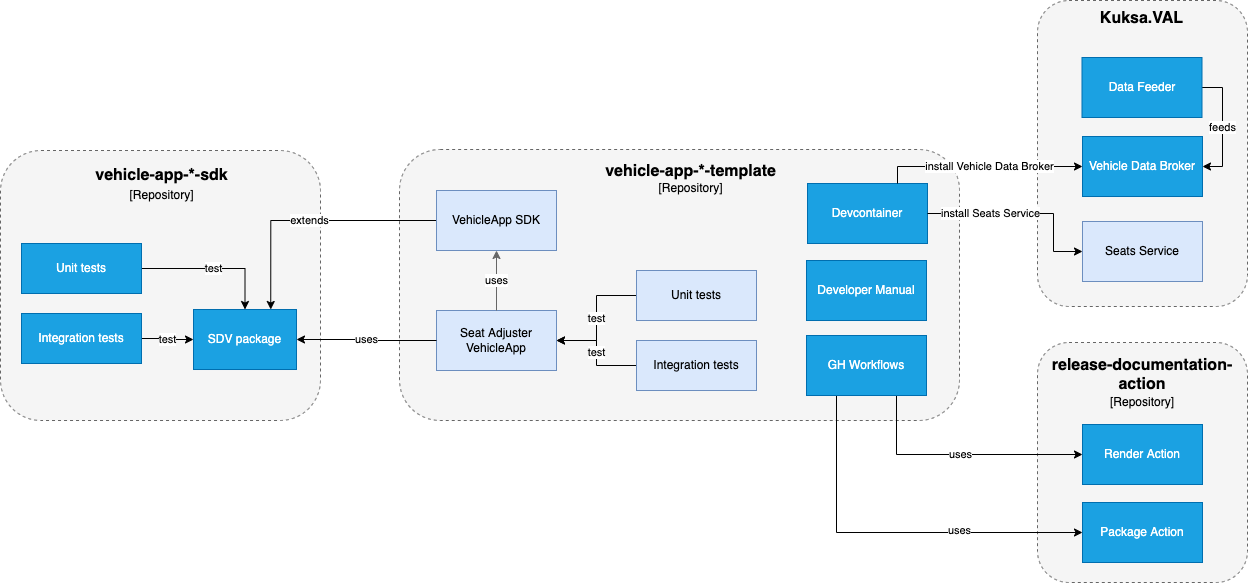 vehicle-app-*-sdk
[Repository]
Unit tests
test
Integration tests
test
SDV package
extends
uses
vehicle-app-*-template
[Repository]
VehicleApp SDK
uses
Seat Adjuster
VehicleApp
Unit tests
test
test
Integration tests
Devcontainer
Developer Manual
GH Workflows
install Vehicle Data Broker
install Seats Service
uses
uses
Kuksa.VAL
Data Feeder
feeds
Vehicle Data Broker
Seats Service
release-documentation-
action
[Repository]
Render Action
Package Action